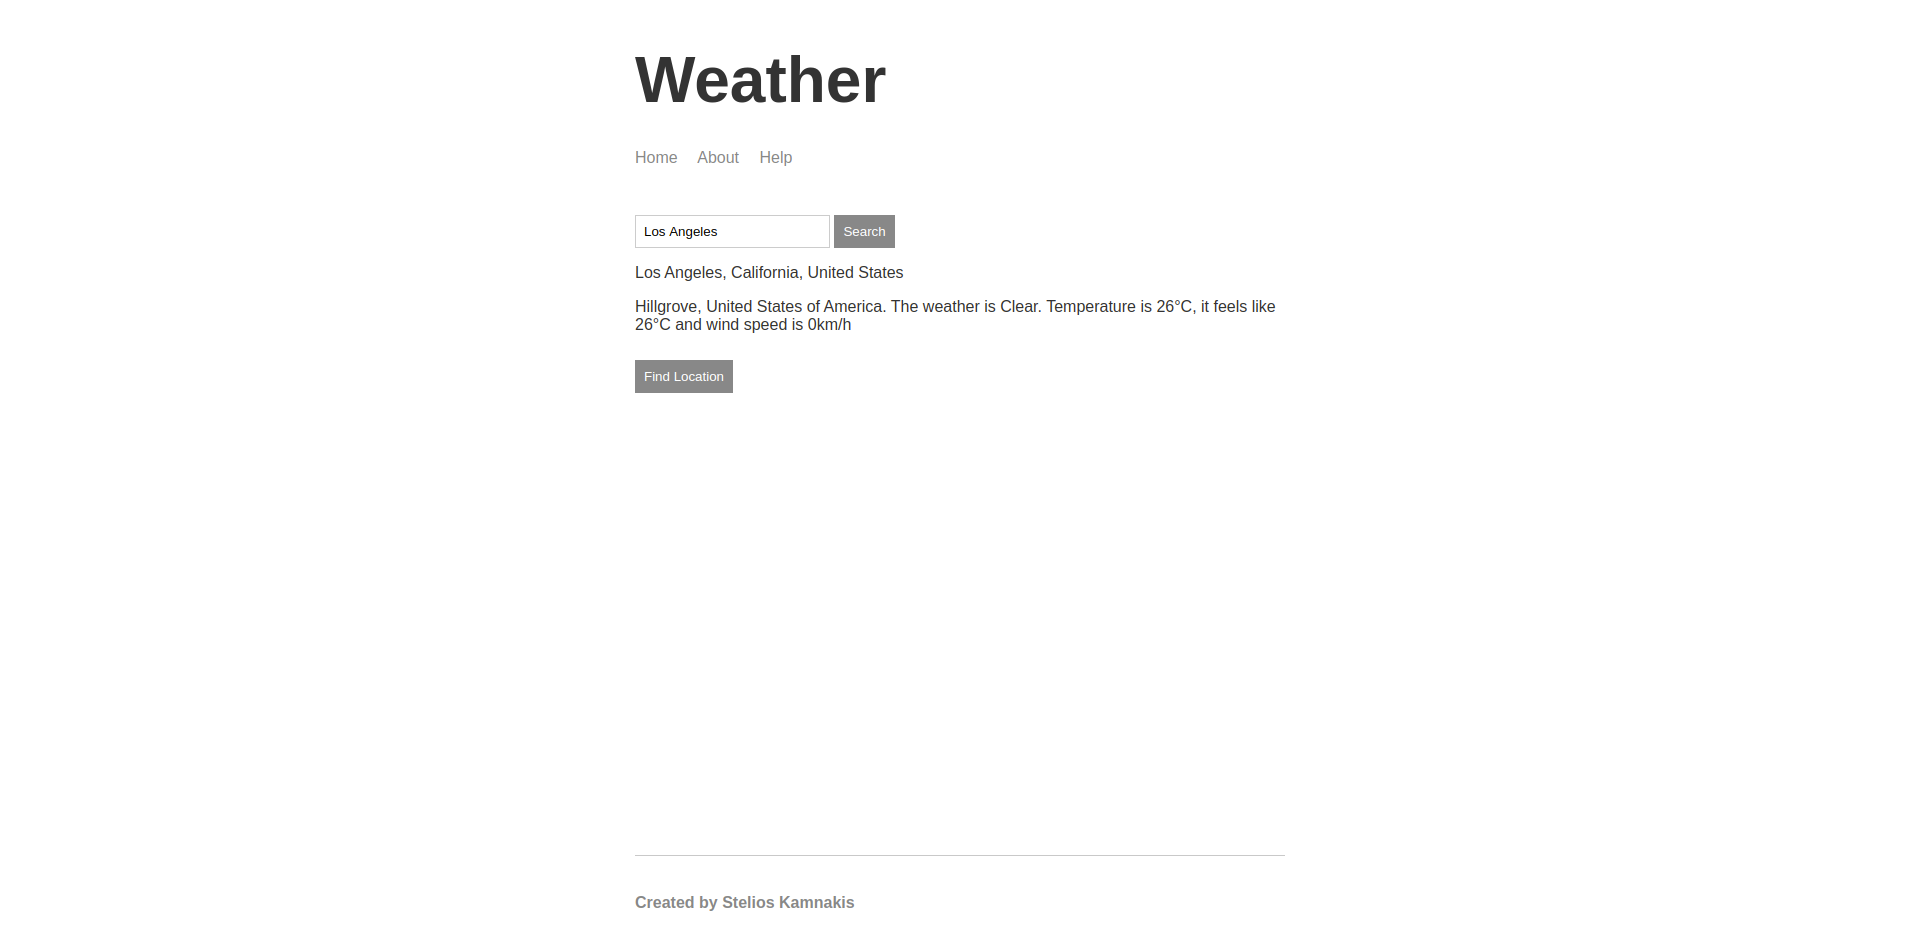 Weather
Home About Help
Los Angeles Search
Los Angeles, California, United States
Hillgrove, United States of America. The weather is Clear. Temperature is 26°C, it feels like
26°C and wind speed is 0km/h
Find Location
Created by Stelios Kamnakis